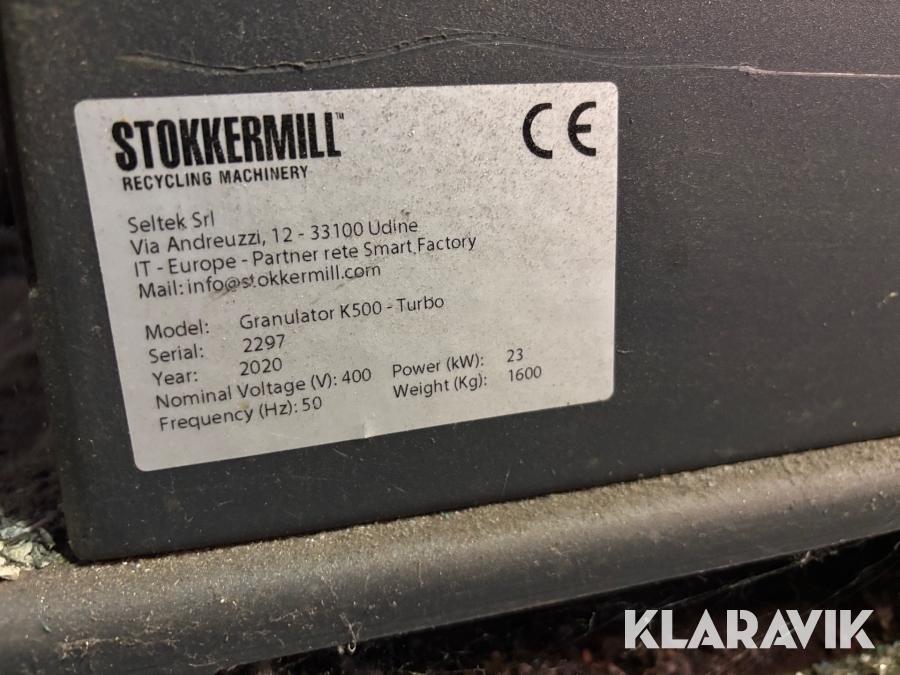 STOKKERMILL™
RECYCLING MACHINERY
CE
Seltek Srl
Via Andreuzzi, 12 - 33100 Udine
IT - Europe - Partner rete Smart Factory
Mail: info@stokkermill.com
Model: Granulator K500 - Turbo
Serial: 2297
Year: 2020
Nominal Voltage (V): 400 Power (kW): 23
Frequency (Hz): 50 Weight (Kg): 1600
KLARAVIK